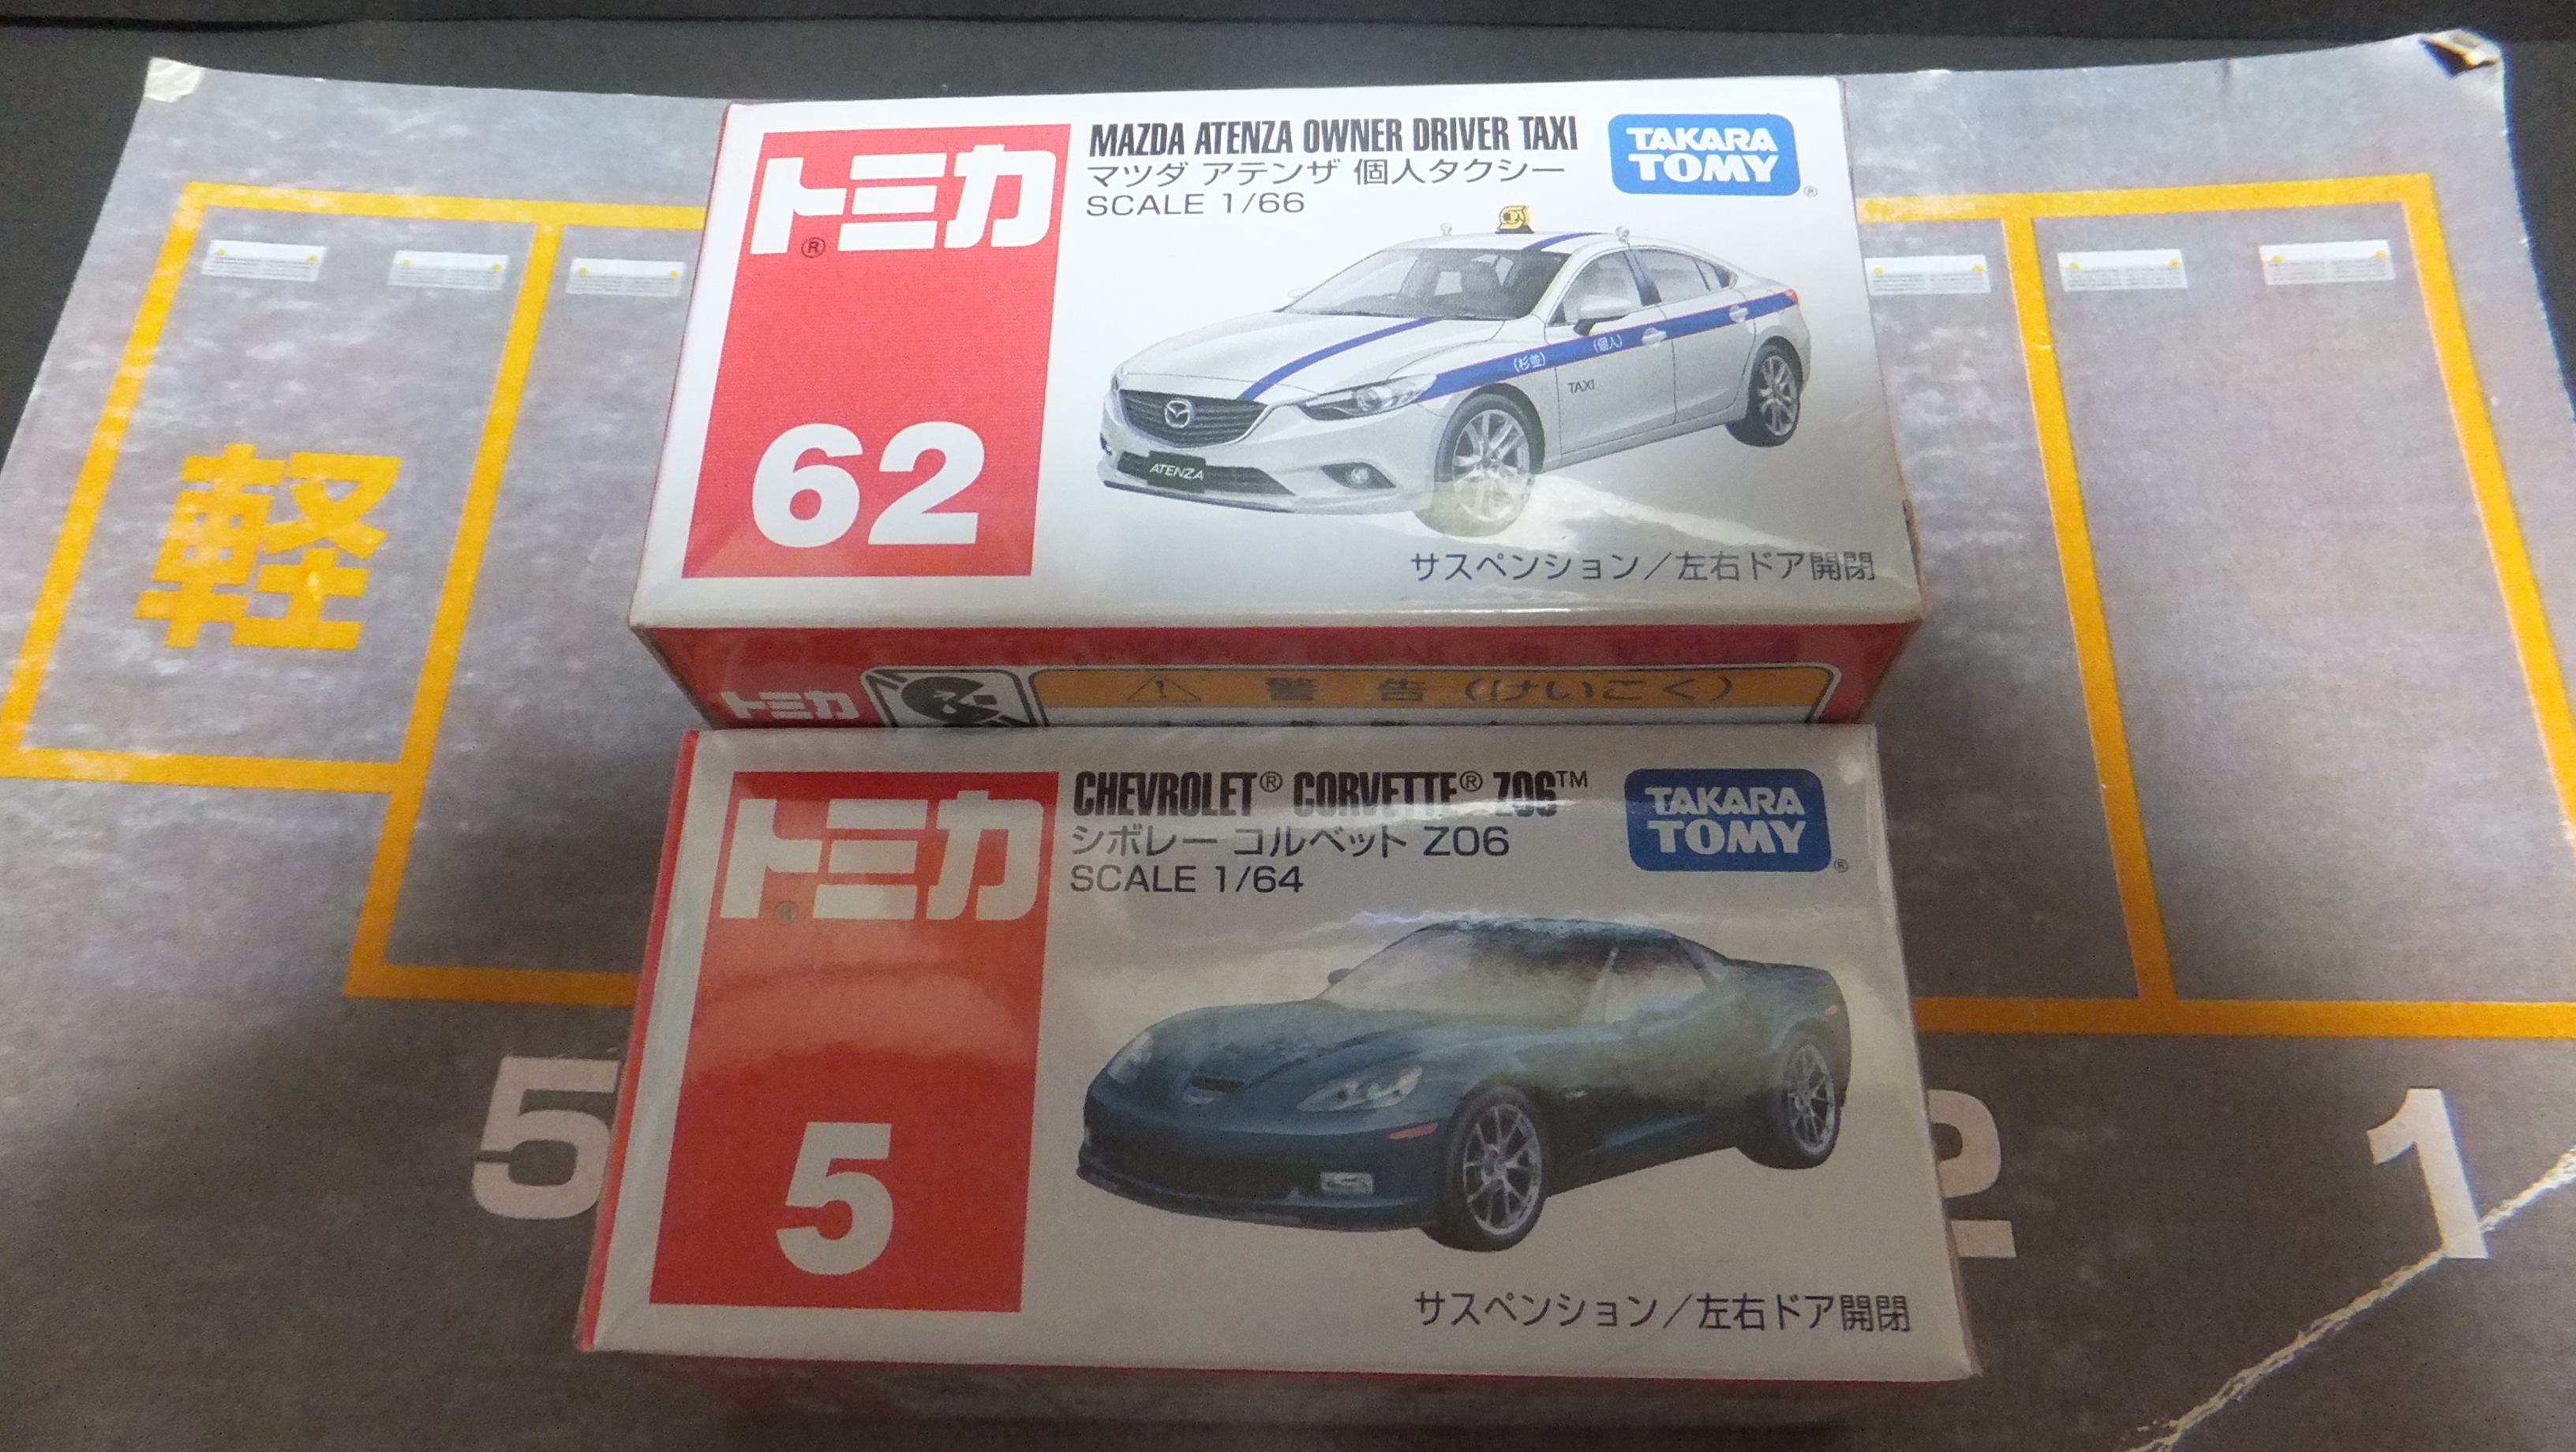 トミカ®
62
MAZDA ATENZA OWNER DRIVER TAXI
マツダ アテンザ 個人タクシー
SCALE 1/66
TAKARA
TOMY®
(杉並)
(個人)
TAXI
ATENZA
サスペンション/左右ドア開閉
トミカ
⚠ 警告(けいこく)
トミカ®
5
CHEVROLET® CORVETTE® Z06™
シボレー コルベット Z06
SCALE 1/64
TAKARA
TOMY®
サスペンション/左右ドア開閉
軽
5
2
1